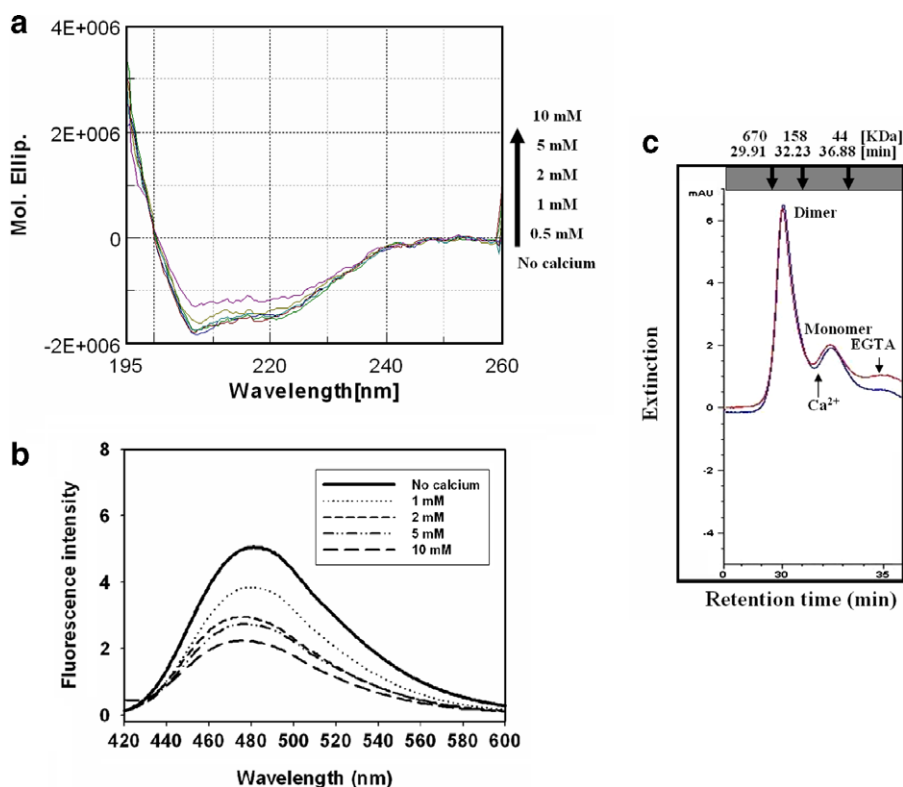 a
4E+006
2E+006
0
-2E+006
Mol. Ellip.
195 200 220 240 260
Wavelength[nm]
10 mM
5 mM
2 mM
1 mM
0.5 mM
No calcium
b
8
6
4
2
0
Fluorescence intensity
No calcium
1 mM
2 mM
5 mM
10 mM
420 440 460 480 500 520 540 560 580 600
Wavelength (nm)
c
670 158 44 [KDa]
29.91 32.23 36.88 [min]
mAU
6
4
2
0
-2
-4
Extinction
Dimer
Monomer
EGTA
Ca²⁺
0 30 35
Retention time (min)